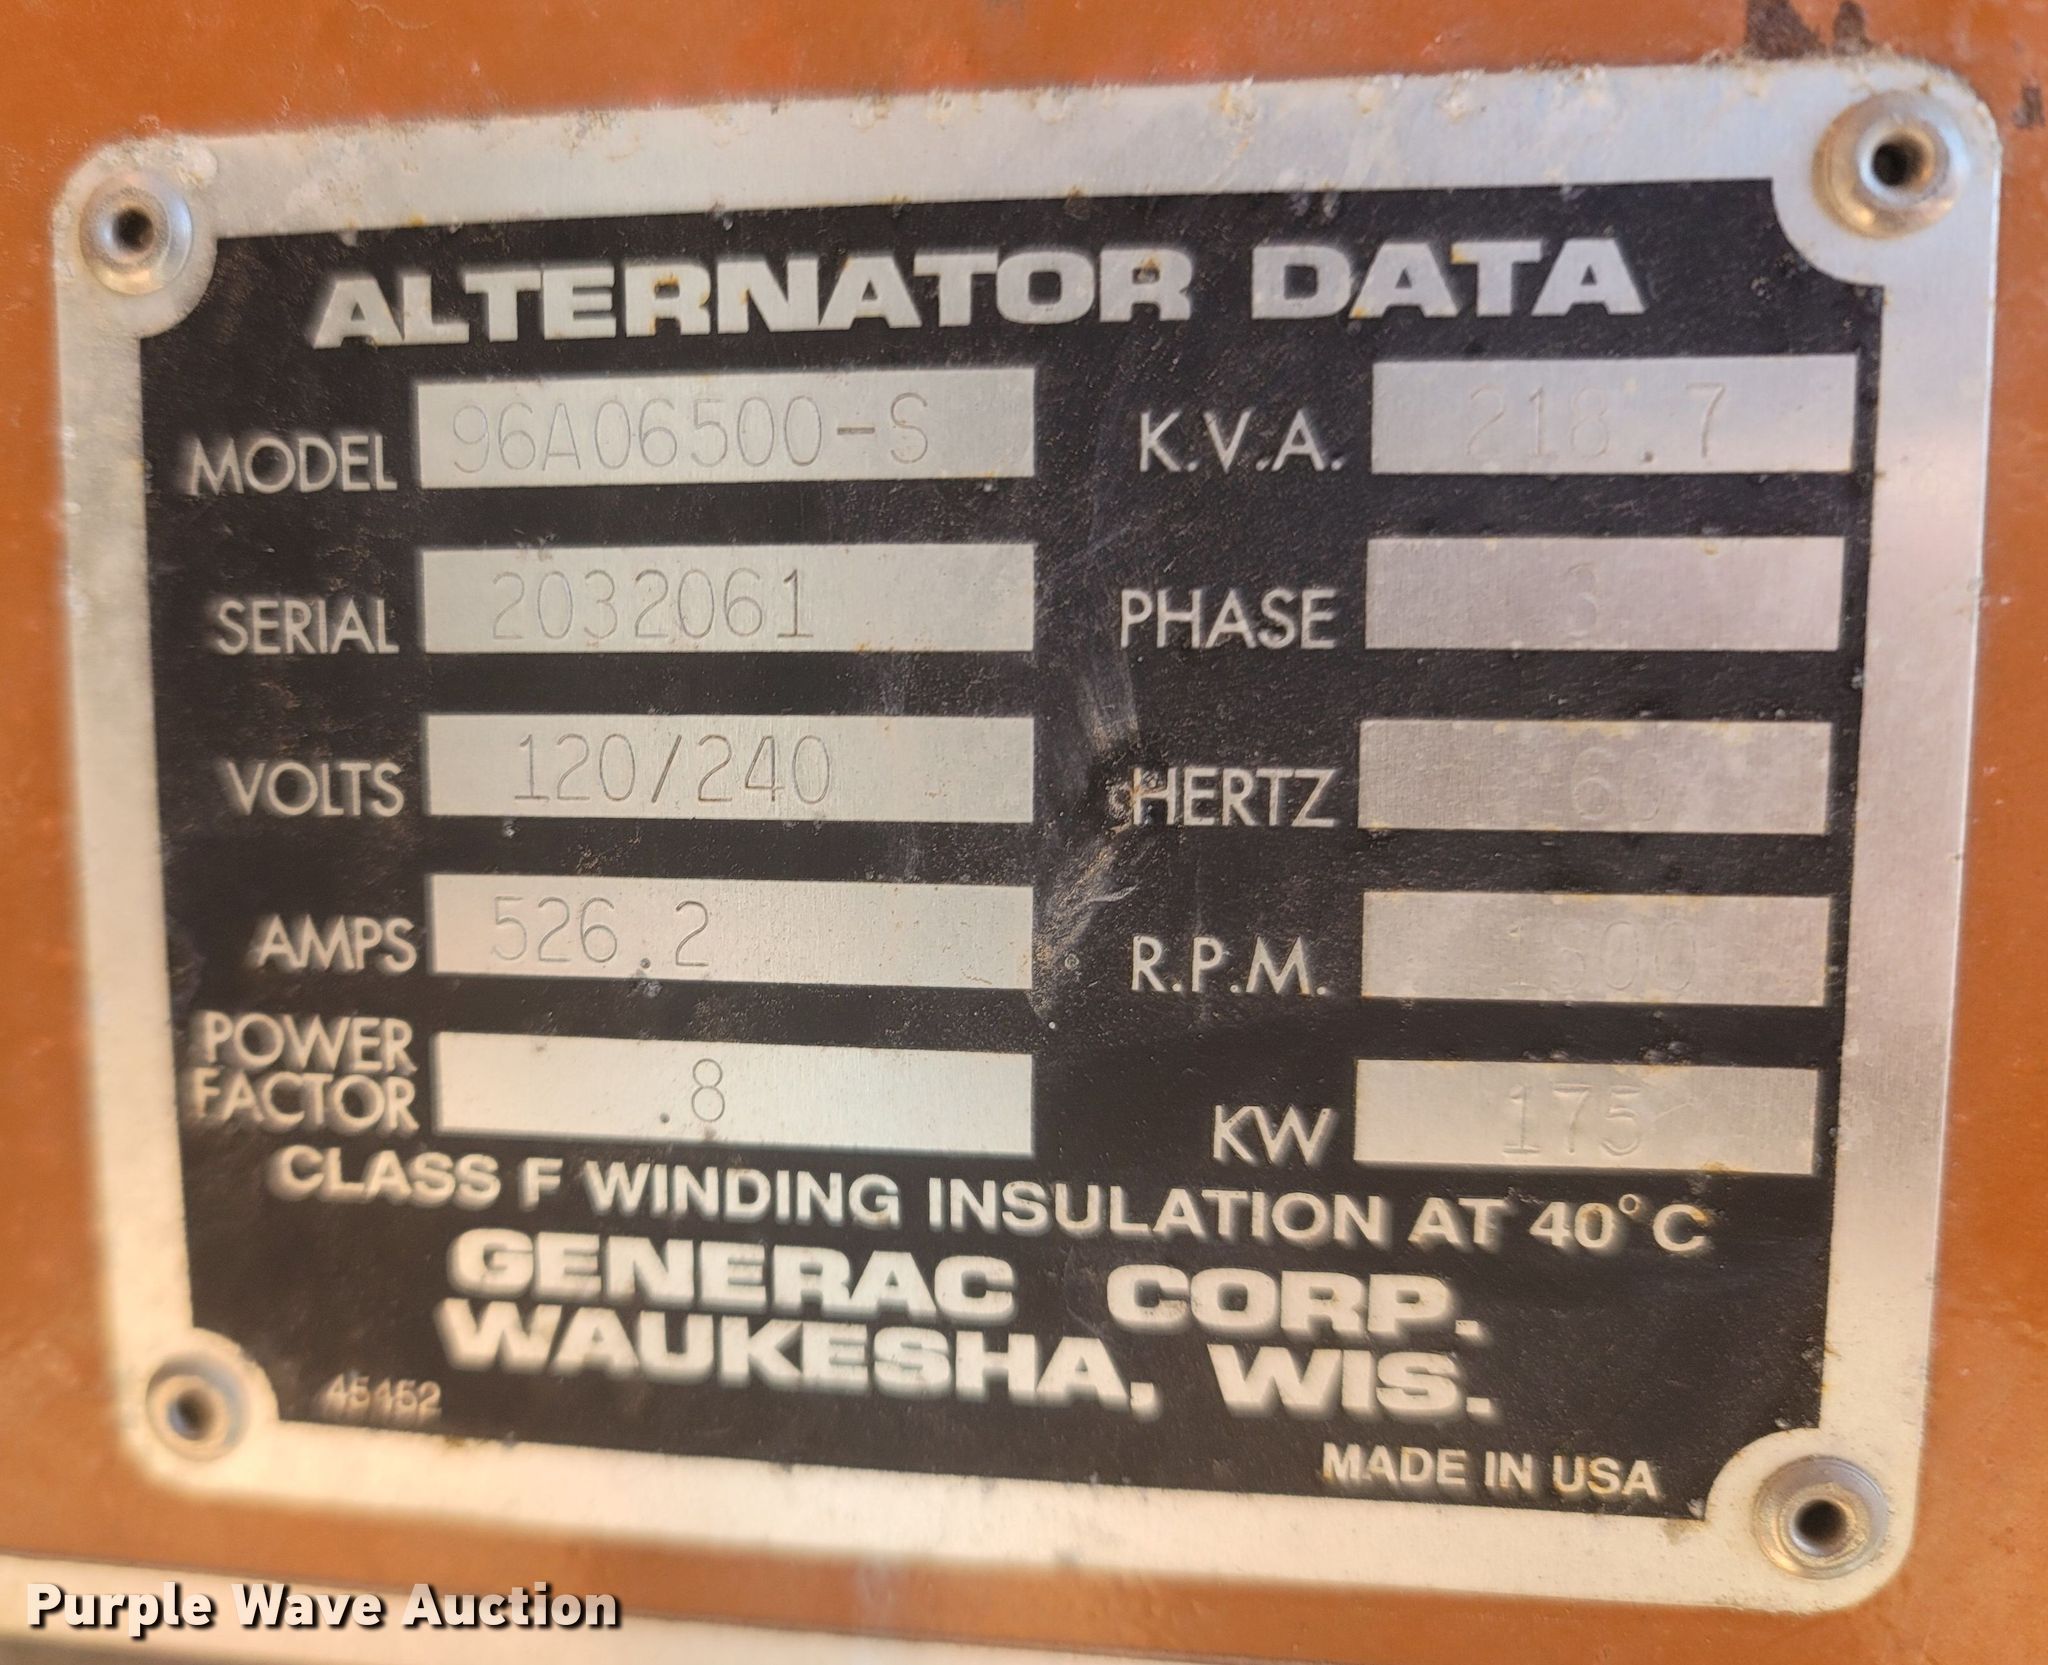 ALTERNATOR DATA
MODEL 96A06500-S
K.V.A. 218.7
SERIAL 2032061
PHASE 3
VOLTS 120/240
HERTZ 60
AMPS 526.2
R.P.M. 1800
POWER FACTOR .8
KW 175
CLASS F WINDING INSULATION AT 40°C
GENERAC CORP.
WAUKESHA, WIS.
45452
MADE IN USA
Purple Wave Auction